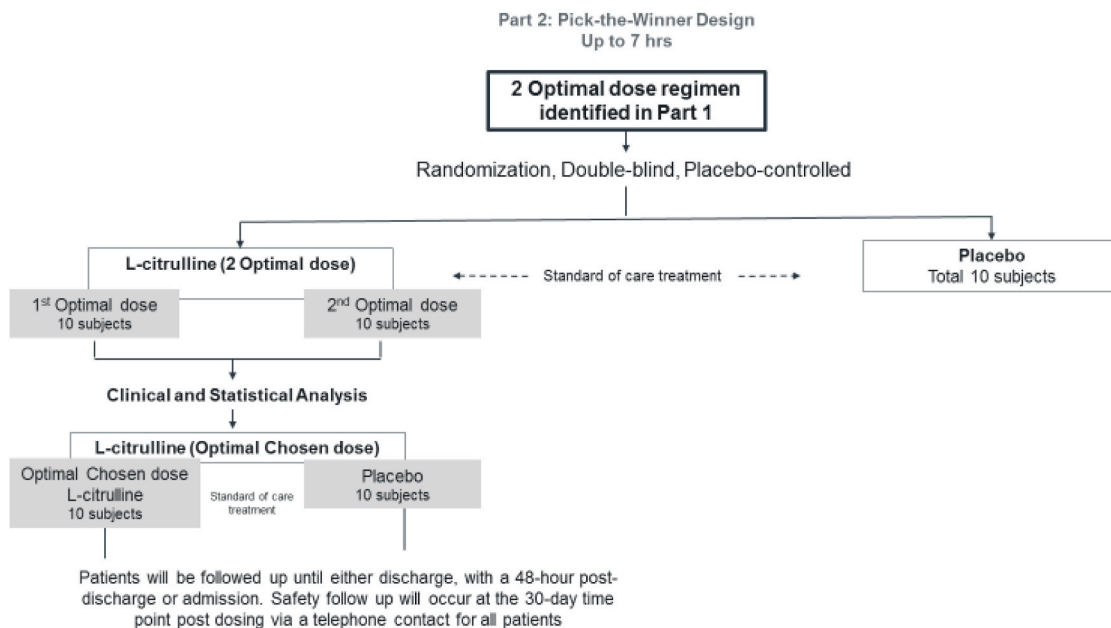 Part 2: Pick-the-Winner Design
Up to 7 hrs
2 Optimal dose regimen
identified in Part 1
Randomization, Double-blind, Placebo-controlled
L-citrulline (2 Optimal dose)
Standard of care treatment
Placebo
Total 10 subjects
1st Optimal dose
10 subjects
2nd Optimal dose
10 subjects
Clinical and Statistical Analysis
L-citrulline (Optimal Chosen dose)
Optimal Chosen dose
L-citrulline
10 subjects
Standard of care
treatment
Placebo
10 subjects
Patients will be followed up until either discharge, with a 48-hour post-
discharge or admission. Safety follow up will occur at the 30-day time
point post dosing via a telephone contact for all patients